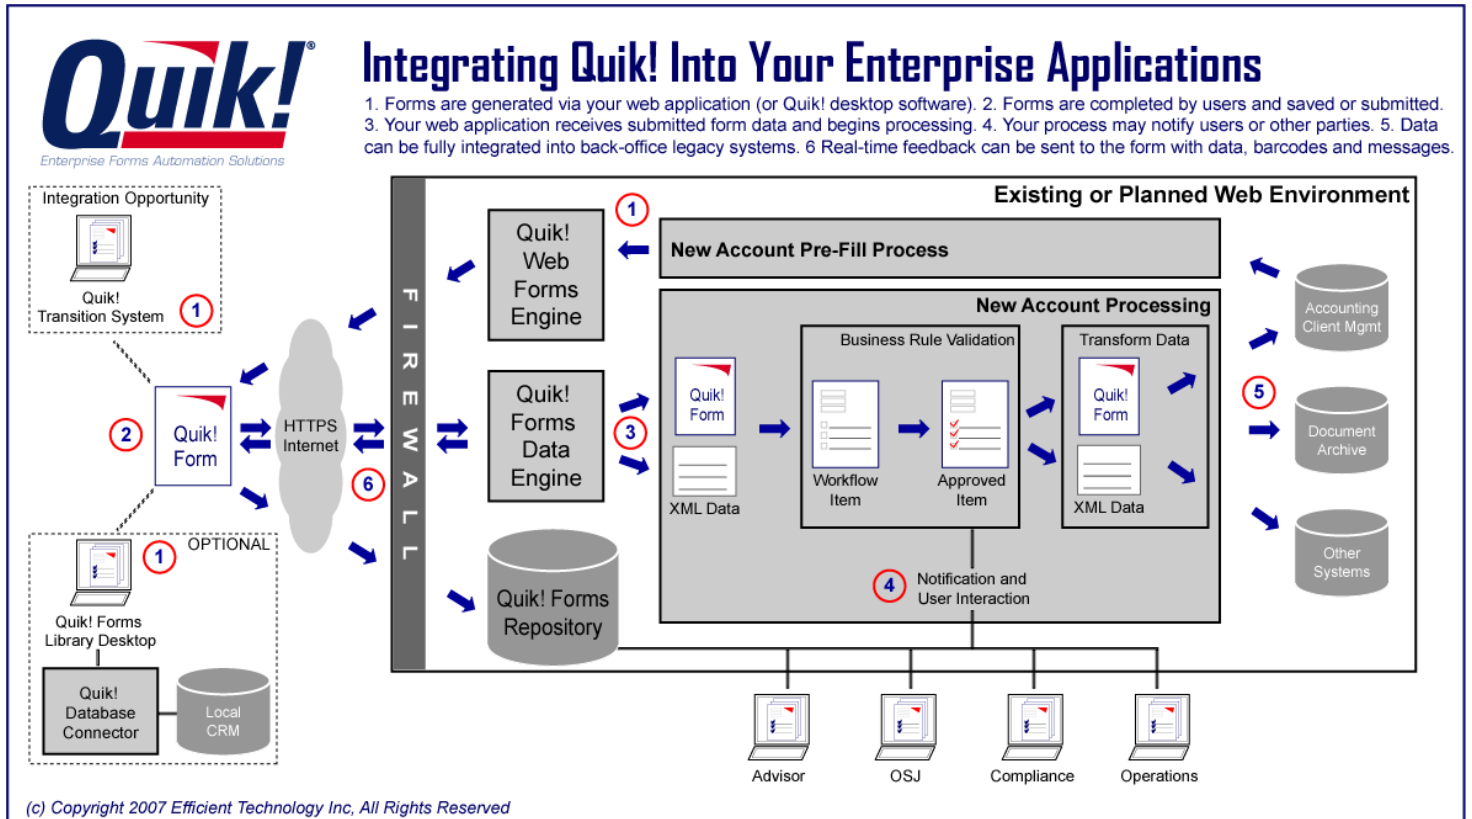 Quik!®
Enterprise Forms Automation Solutions
Integrating Quik! Into Your Enterprise Applications
1. Forms are generated via your web application (or Quik! desktop software). 2. Forms are completed by users and saved or submitted.
3. Your web application receives submitted form data and begins processing. 4. Your process may notify users or other parties. 5. Data
can be fully integrated into back-office legacy systems. 6 Real-time feedback can be sent to the form with data, barcodes and messages.
Integration Opportunity
Quik!
Transition System
1
2
Quik!
Form
HTTPS
Internet
6
OPTIONAL
1
Quik! Forms
Library Desktop
Quik!
Database
Connector
Local
CRM
FIREWALL
Existing or Planned Web Environment
Quik!
Web
Forms
Engine
1
New Account Pre-Fill Process
Quik!
Forms
Data
Engine
3
Quik! Forms
Repository
New Account Processing
Quik!
Form
XML Data
Business Rule Validation
Workflow
Item
Approved
Item
Transform Data
Quik!
Form
XML Data
4
Notification and
User Interaction
5
Accounting
Client Mgmt
Document
Archive
Other
Systems
Advisor
OSJ
Compliance
Operations
(c) Copyright 2007 Efficient Technology Inc, All Rights Reserved